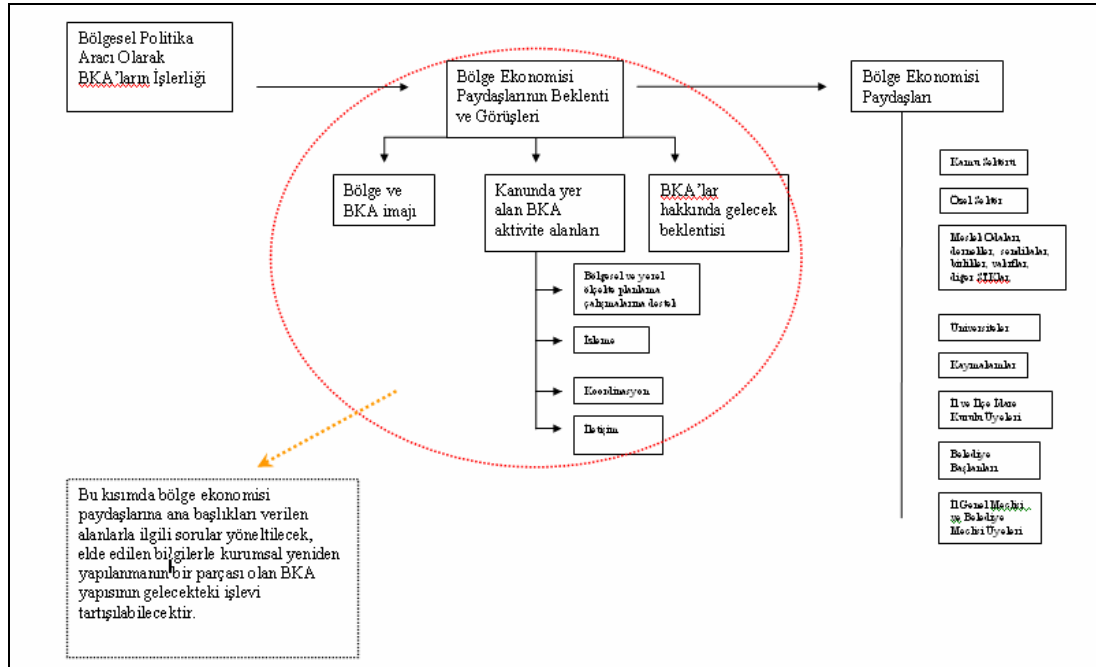 Bölgesel Politika
Aracı Olarak
BKA'ların İşlerliği
Bölge Ekonomisi
Paydaşlarının Beklenti
ve Görüşleri
Bölge Ekonomisi
Paydaşları
Bölge ve
BKA imajı
Kanunda yer
alan BKA
aktivite alanları
BKA'lar
hakkında gelecek
beklentisi
Bölgesel ve yerel
ölçekte planlama
çalışmalarına destek
İzleme
Koordinasyon
İletişim
Kamu Sektörü
Özel Sektör
Meslek Odaları,
dernekler, sendikalar,
birlikler, vakıflar,
diğer STKlar
Üniversiteler
Kaymakamlar
İl ve İlçe İdare
Kurulu Üyeleri
Belediye
Başkanları
İl Genel Meclisi
ve Belediye
Meclisi Üyeleri
Bu kısımda bölge ekonomisi
paydaşlarına ana başlıkları verilen
alanlarla ilgili sorular yöneltilecek,
elde edilen bilgilerle kurumsal yeniden
yapılanmanın bir parçası olan BKA
yapısının gelecekteki işlevi
tartışılabilecektir.